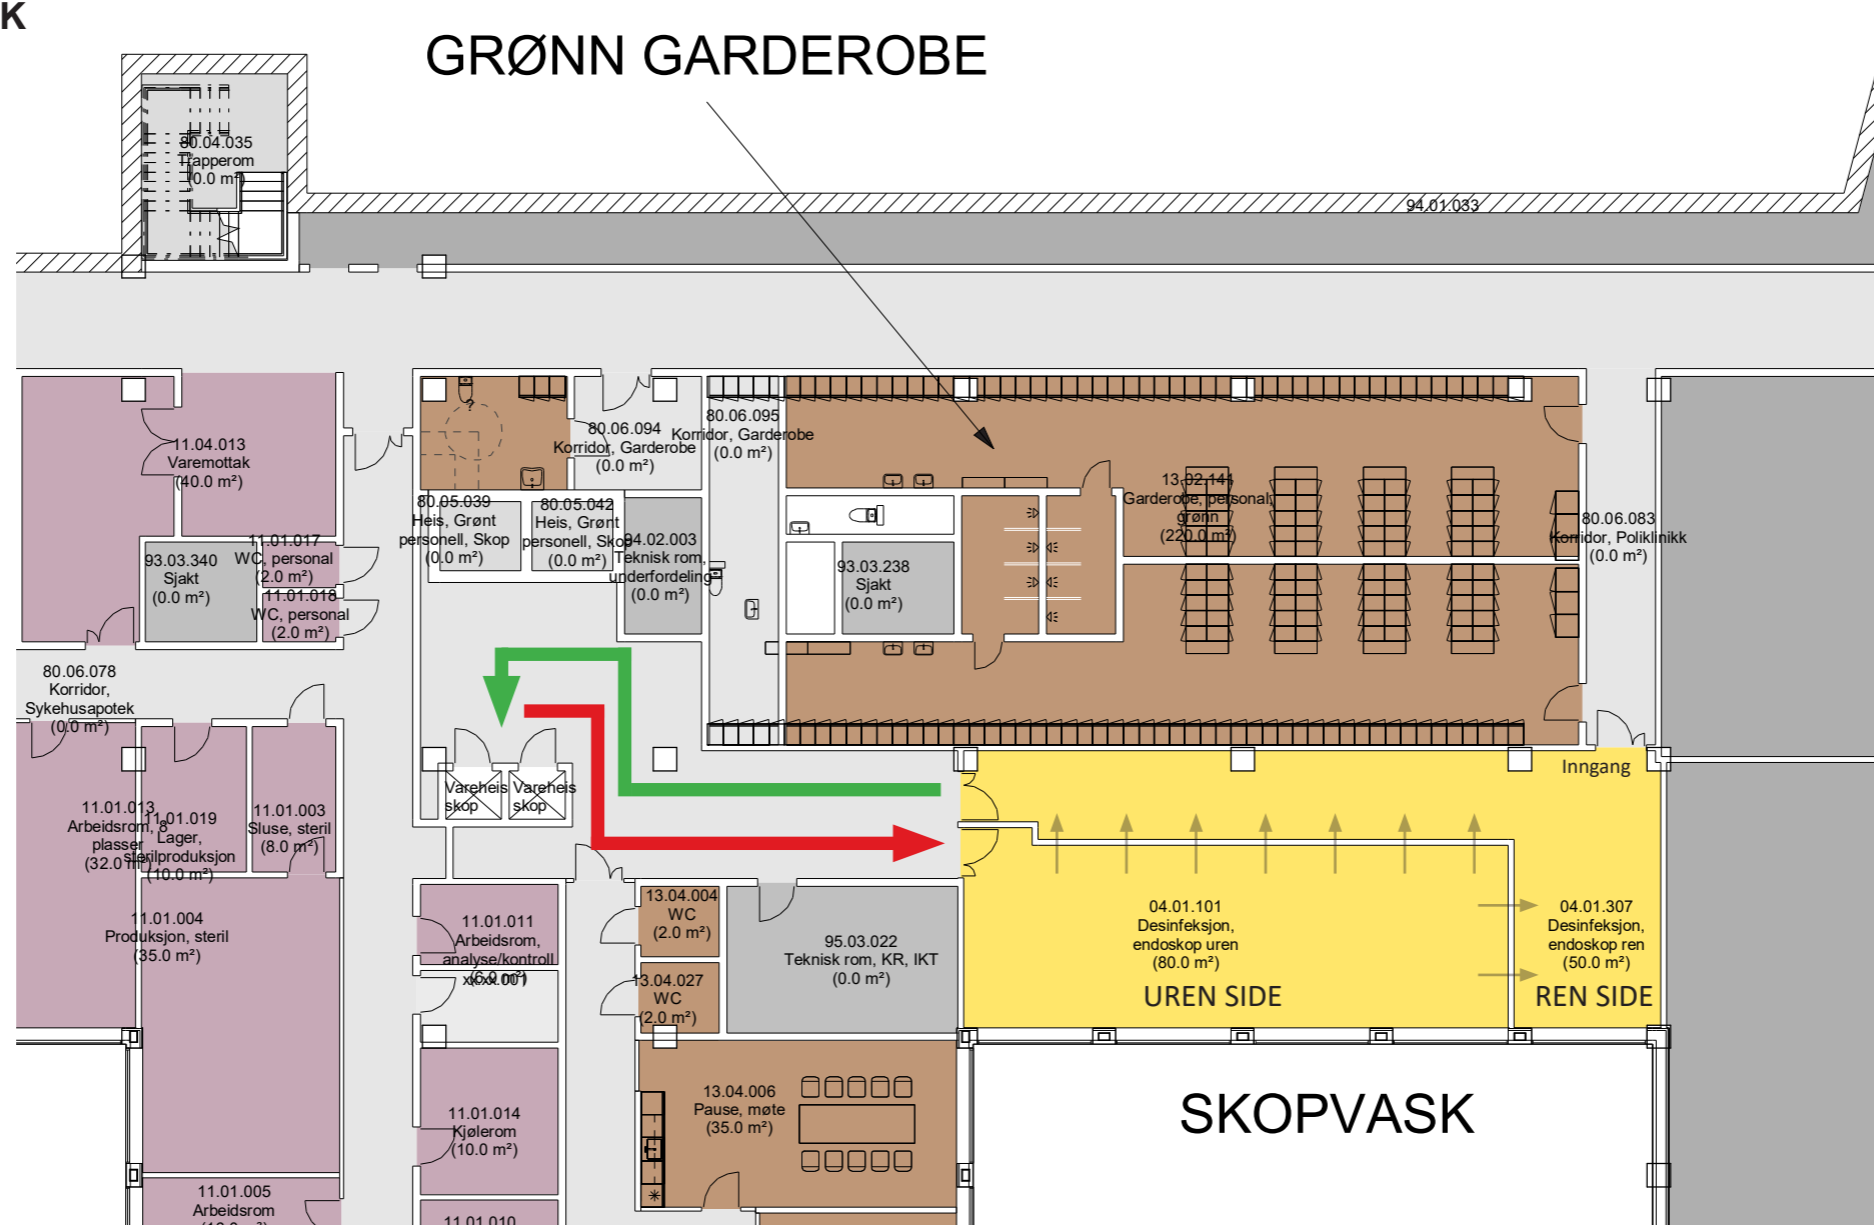 K
GRØNN GARDEROBE
80.04.035
Trapperom
(0.0 m²)
94.01.033
11.04.013
Varemottak
(40.0 m²)
?
80.06.094
Korridor, Garderobe
(0.0 m²)
80.06.095
Korridor, Garderobe
(0.0 m²)
13.02.141
Garderobe, personal,
grønn
(220.0 m²)
80.06.083
Korridor, Poliklinikk
(0.0 m²)
80.05.039
Heis, Grønt
personell, Skop
(0.0 m²)
80.05.042
Heis, Grønt
personell, Skop
(0.0 m²)
94.02.003
Teknisk rom,
underfordeling
(0.0 m²)
93.03.238
Sjakt
(0.0 m²)
93.03.340
Sjakt
(0.0 m²)
11.01.017
WC, personal
(2.0 m²)
11.01.018
WC, personal
(2.0 m²)
80.06.078
Korridor,
Sykehusapotek
(0.0 m²)
Vareheis
skop
Vareheis
skop
Inngang
11.01.013
Arbeidsrom, 8
plasser
(32.0 m²)
11.01.019
Lager,
sterilproduksjon
(10.0 m²)
11.01.003
Sluse, steril
(8.0 m²)
11.01.004
Produksjon, steril
(35.0 m²)
11.01.011
Arbeidsrom,
analyse/kontroll
(6.0 m²)
xx.xx.001
13.04.004
WC
(2.0 m²)
13.04.027
WC
(2.0 m²)
95.03.022
Teknisk rom, KR, IKT
(0.0 m²)
04.01.101
Desinfeksjon,
endoskop uren
(80.0 m²)
UREN SIDE
04.01.307
Desinfeksjon,
endoskop ren
(50.0 m²)
REN SIDE
11.01.014
Kjølerom
(10.0 m²)
13.04.006
Pause, møte
(35.0 m²)
SKOPVASK
11.01.005
Arbeidsrom
11.01.010